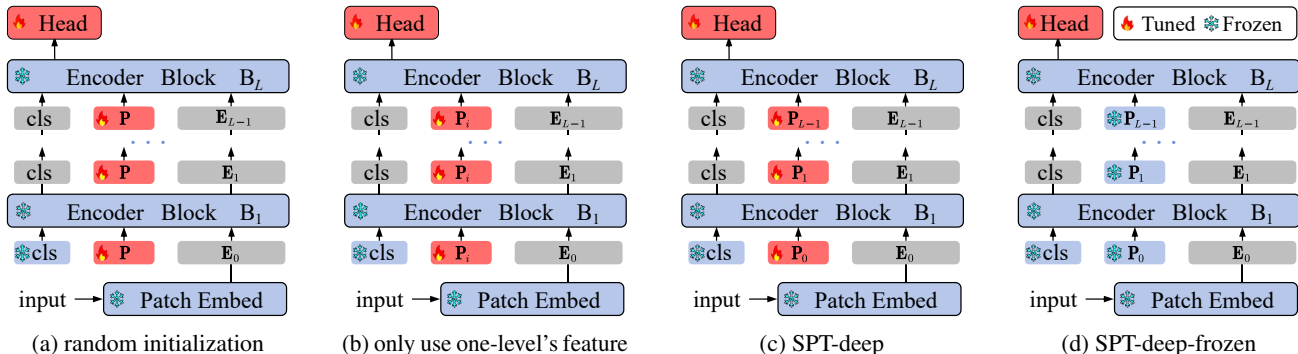 Head
Encoder Block B_L
cls P E_{L-1}
. . .
cls P E_1
Encoder Block B_1
cls P E_0
input Patch Embed
(a) random initialization
Head
Encoder Block B_L
cls P_i E_{L-1}
. . .
cls P_i E_1
Encoder Block B_1
cls P_i E_0
input Patch Embed
(b) only use one-level's feature
Head
Encoder Block B_L
cls P_{L-1} E_{L-1}
. . .
cls P_1 E_1
Encoder Block B_1
cls P_0 E_0
input Patch Embed
(c) SPT-deep
Head
Tuned Frozen
Encoder Block B_L
cls P_{L-1} E_{L-1}
. . .
cls P_1 E_1
Encoder Block B_1
cls P_0 E_0
input Patch Embed
(d) SPT-deep-frozen